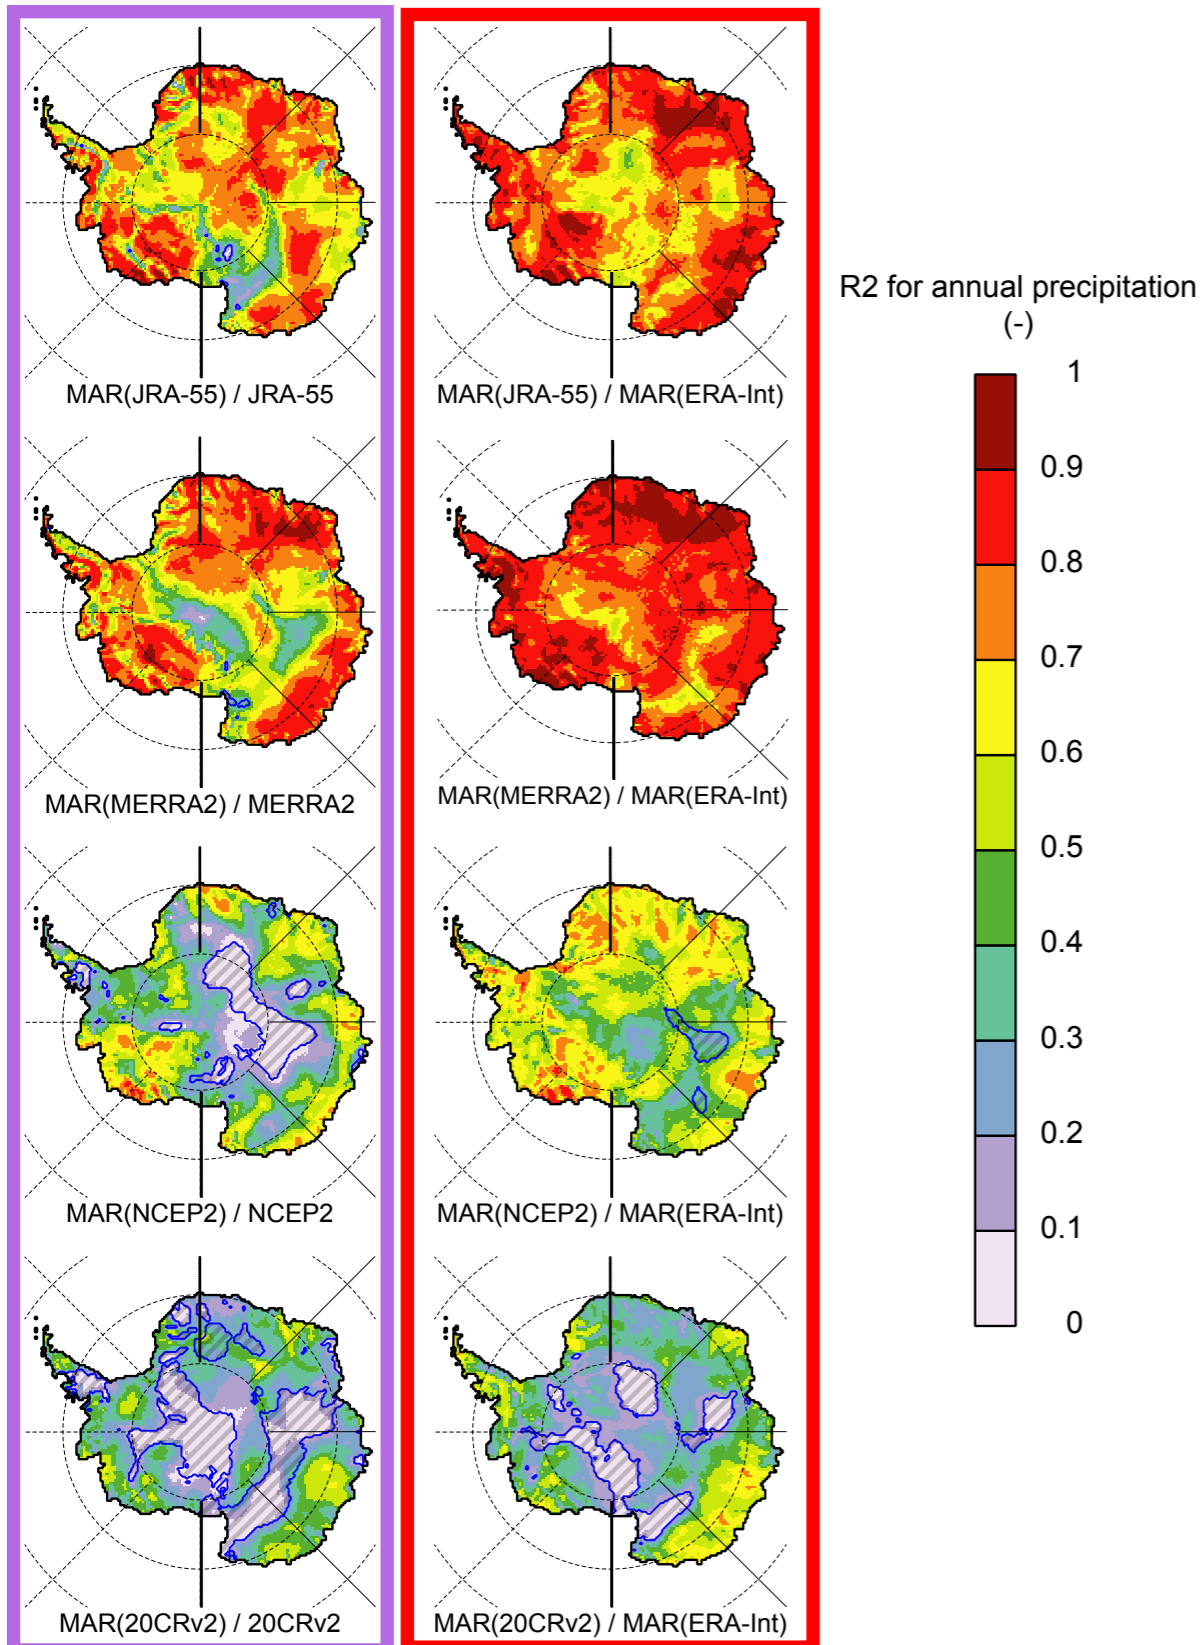 MAR(JRA-55) / JRA-55
MAR(JRA-55) / MAR(ERA-Int)
MAR(MERRA2) / MERRA2
MAR(MERRA2) / MAR(ERA-Int)
MAR(NCEP2) / NCEP2
MAR(NCEP2) / MAR(ERA-Int)
MAR(20CRv2) / 20CRv2
MAR(20CRv2) / MAR(ERA-Int)
R2 for annual precipitation
(-)
1
0.9
0.8
0.7
0.6
0.5
0.4
0.3
0.2
0.1
0